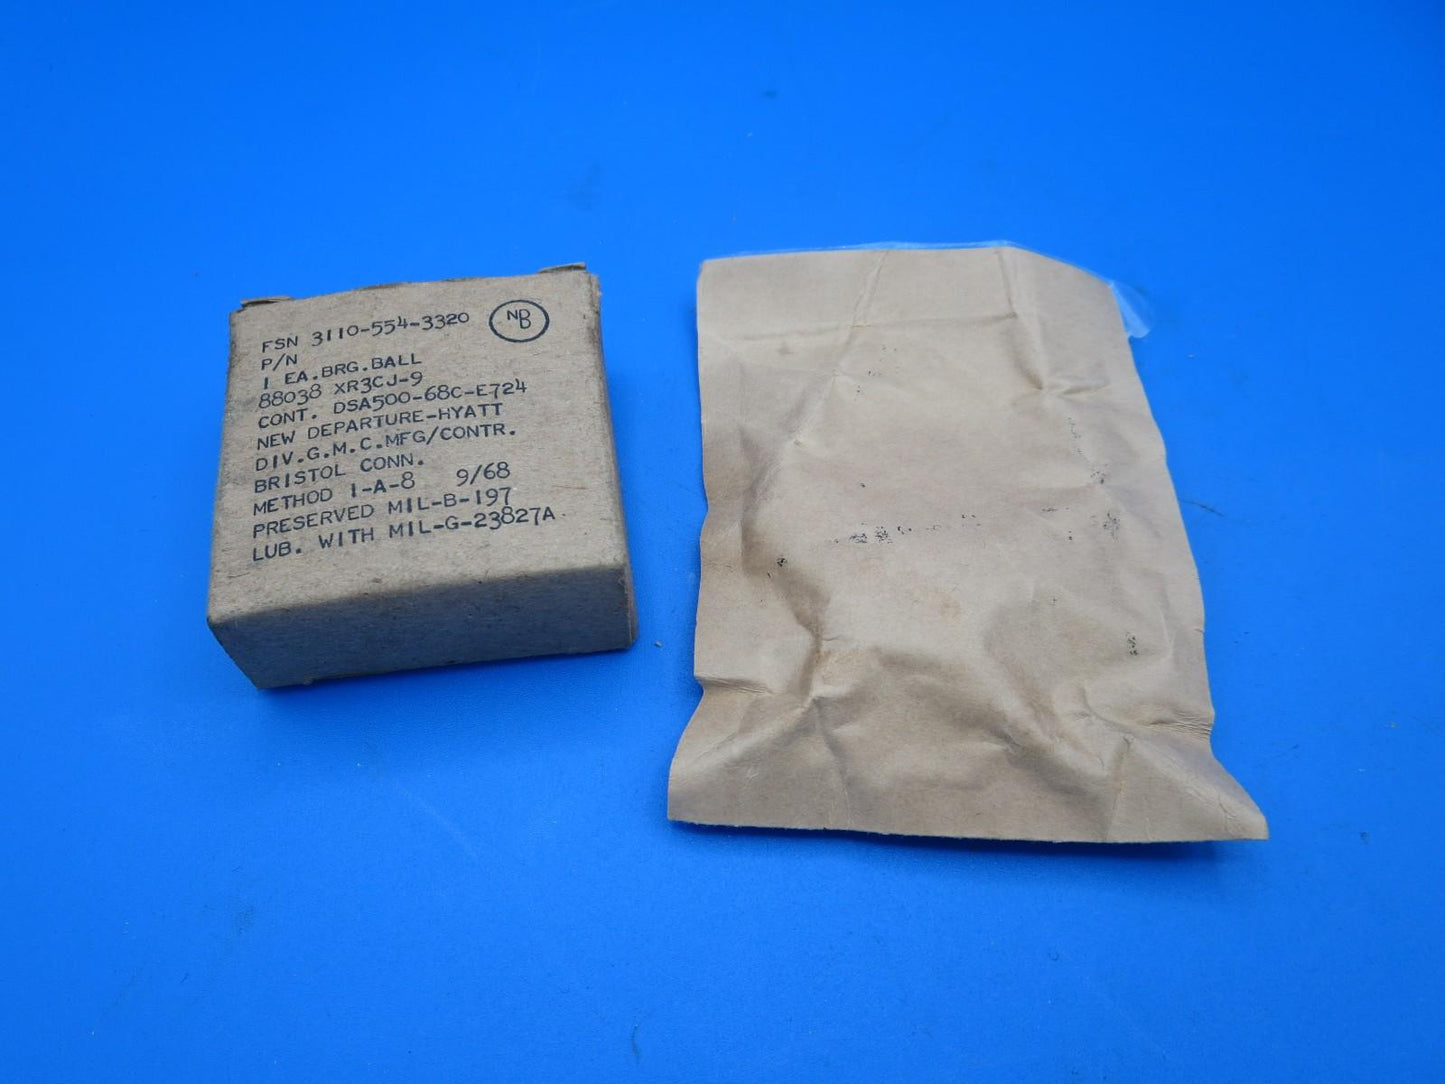 FSN 3110-554-3320 NDB
P/N
1 EA.BRG.BALL
88038 XR3CJ-9
CONT. DSA500-68C-E724
NEW DEPARTURE-HYATT
DIV.G.M.C.MFG/CONTR.
BRISTOL CONN.
METHOD 1-A-8 9/68
PRESERVED MIL-B-197
LUB. WITH MIL-G-23827A